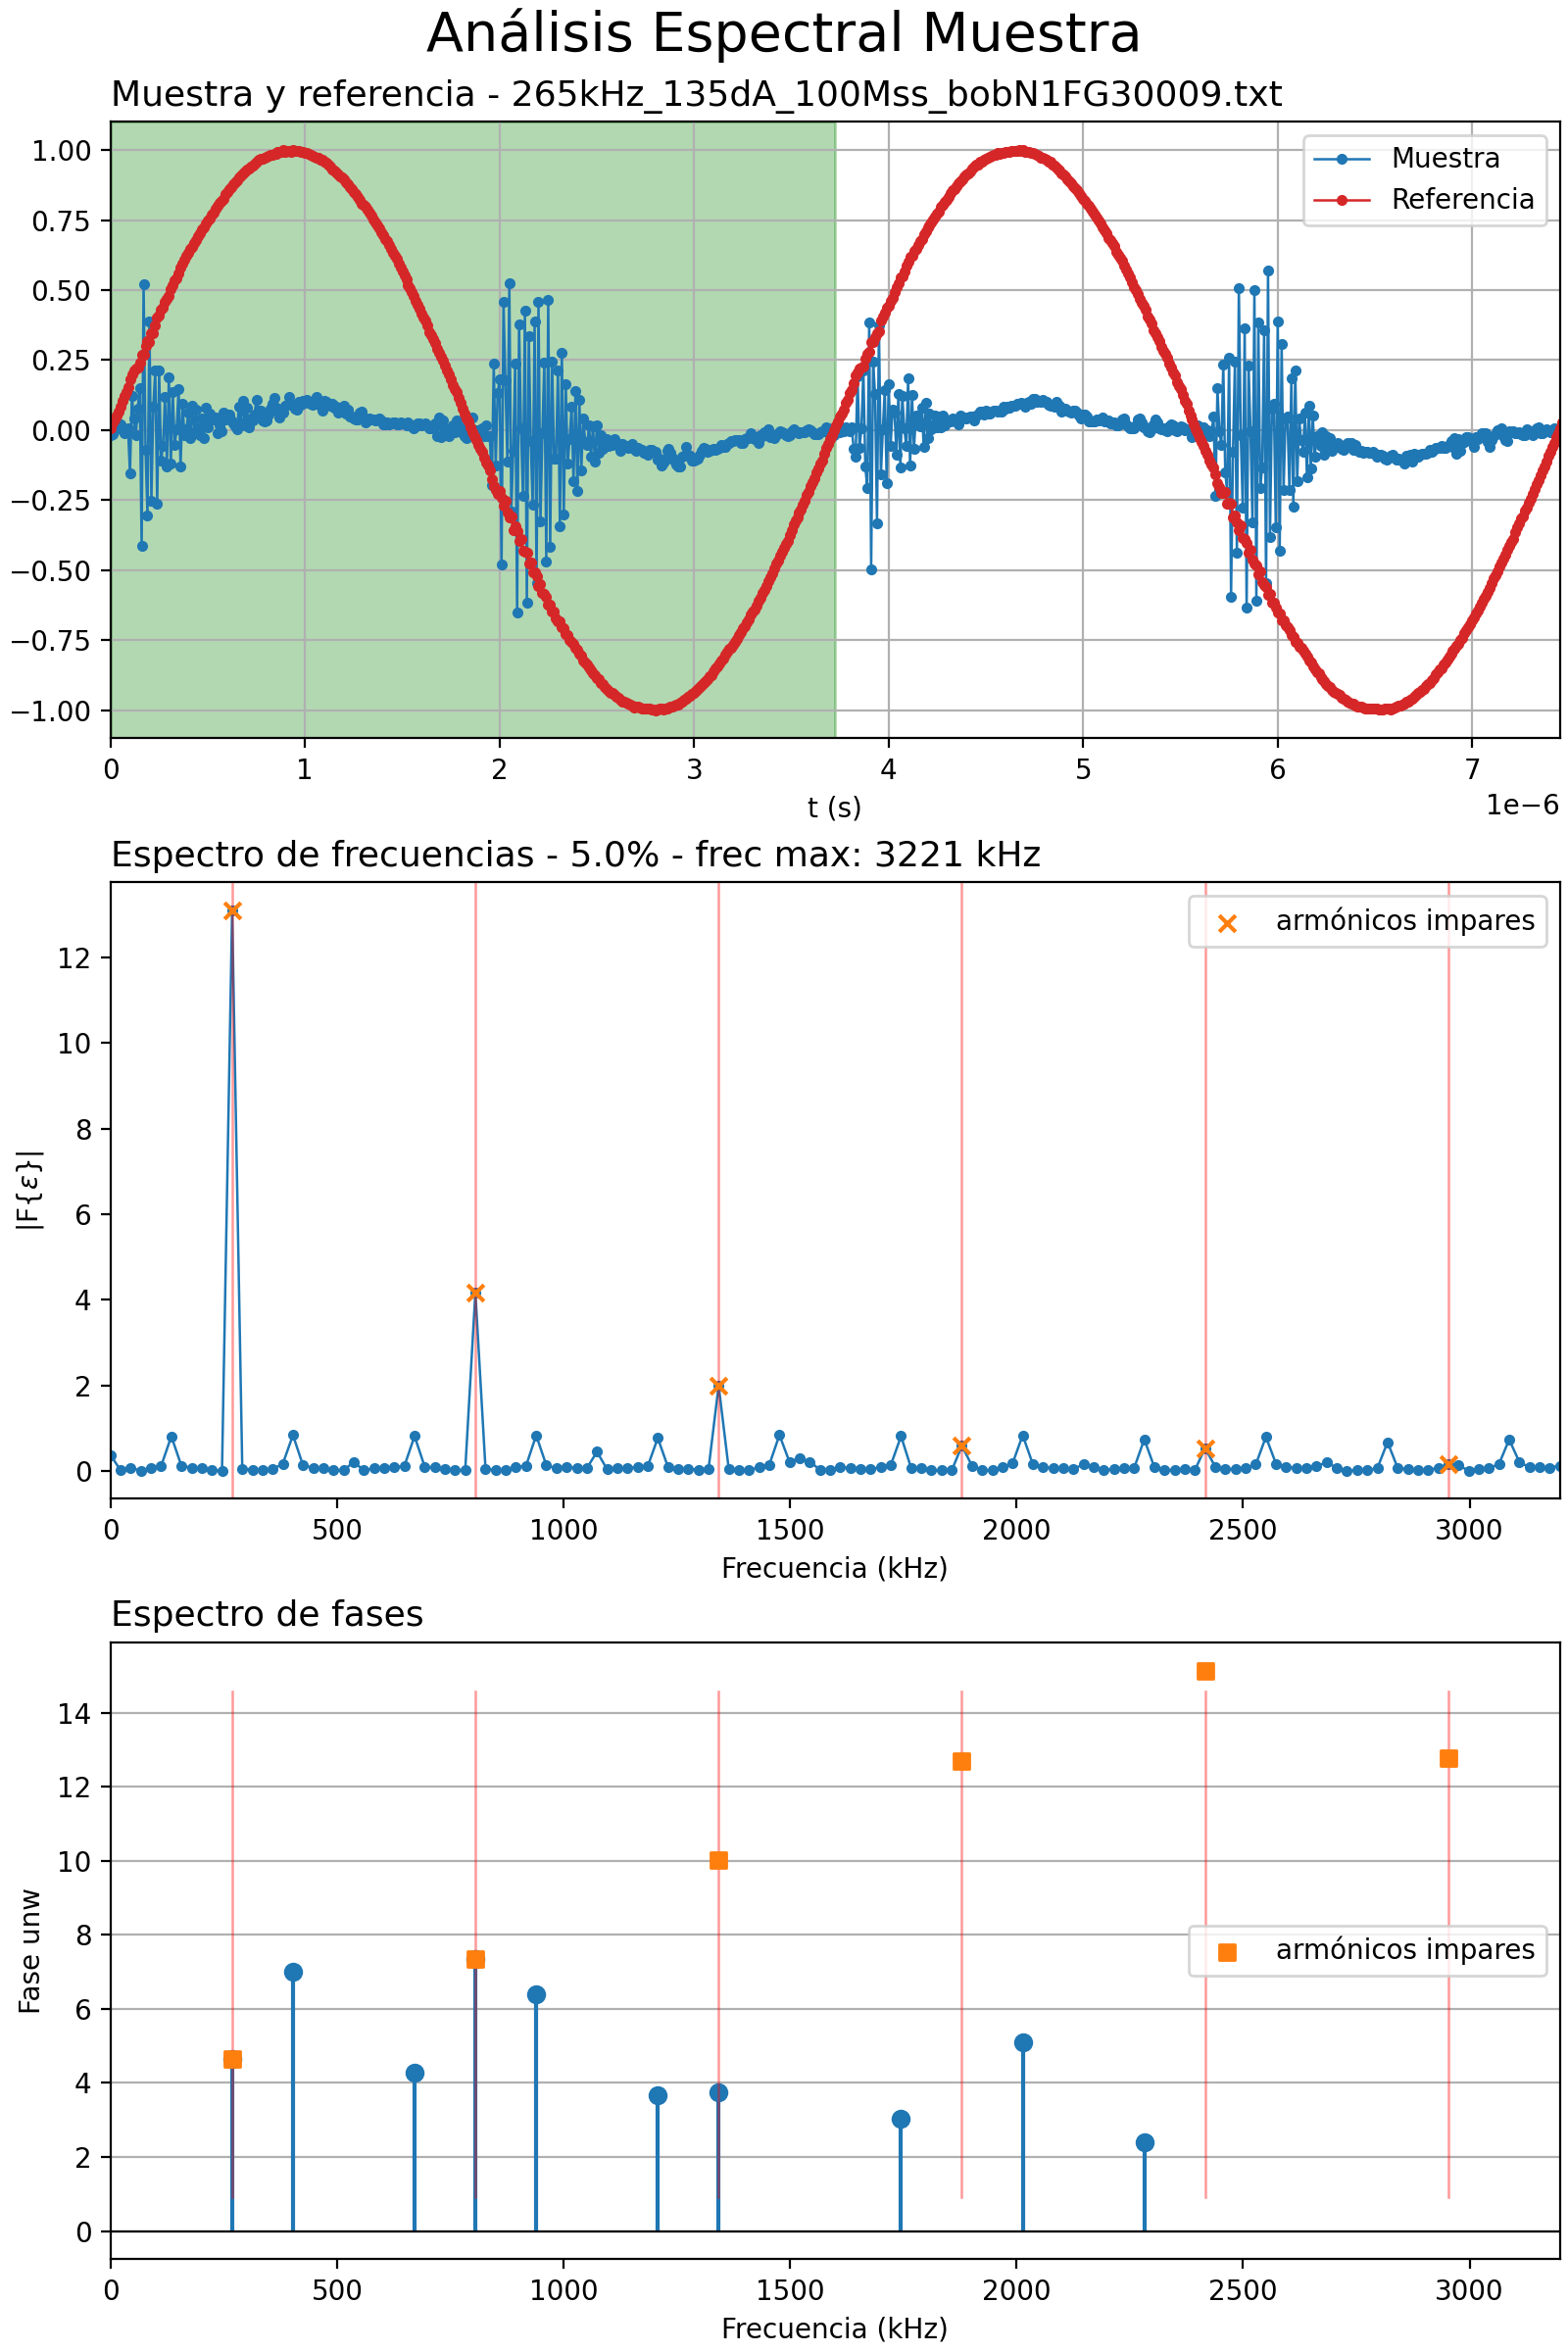 Análisis Espectral Muestra
Muestra y referencia - 265kHz_135dA_100Mss_bobN1FG30009.txt
1.00
0.75
0.50
0.25
0.00
−0.25
−0.50
−0.75
−1.00
Muestra
Referencia
0 1 2 3 4 5 6 7
t (s)
1e−6
Espectro de frecuencias - 5.0% - frec max: 3221 kHz
|F{ε}|
12
10
8
6
4
2
0
armónicos impares
0 500 1000 1500 2000 2500 3000
Frecuencia (kHz)
Espectro de fases
Fase unw
14
12
10
8
6
4
2
0
armónicos impares
0 500 1000 1500 2000 2500 3000
Frecuencia (kHz)